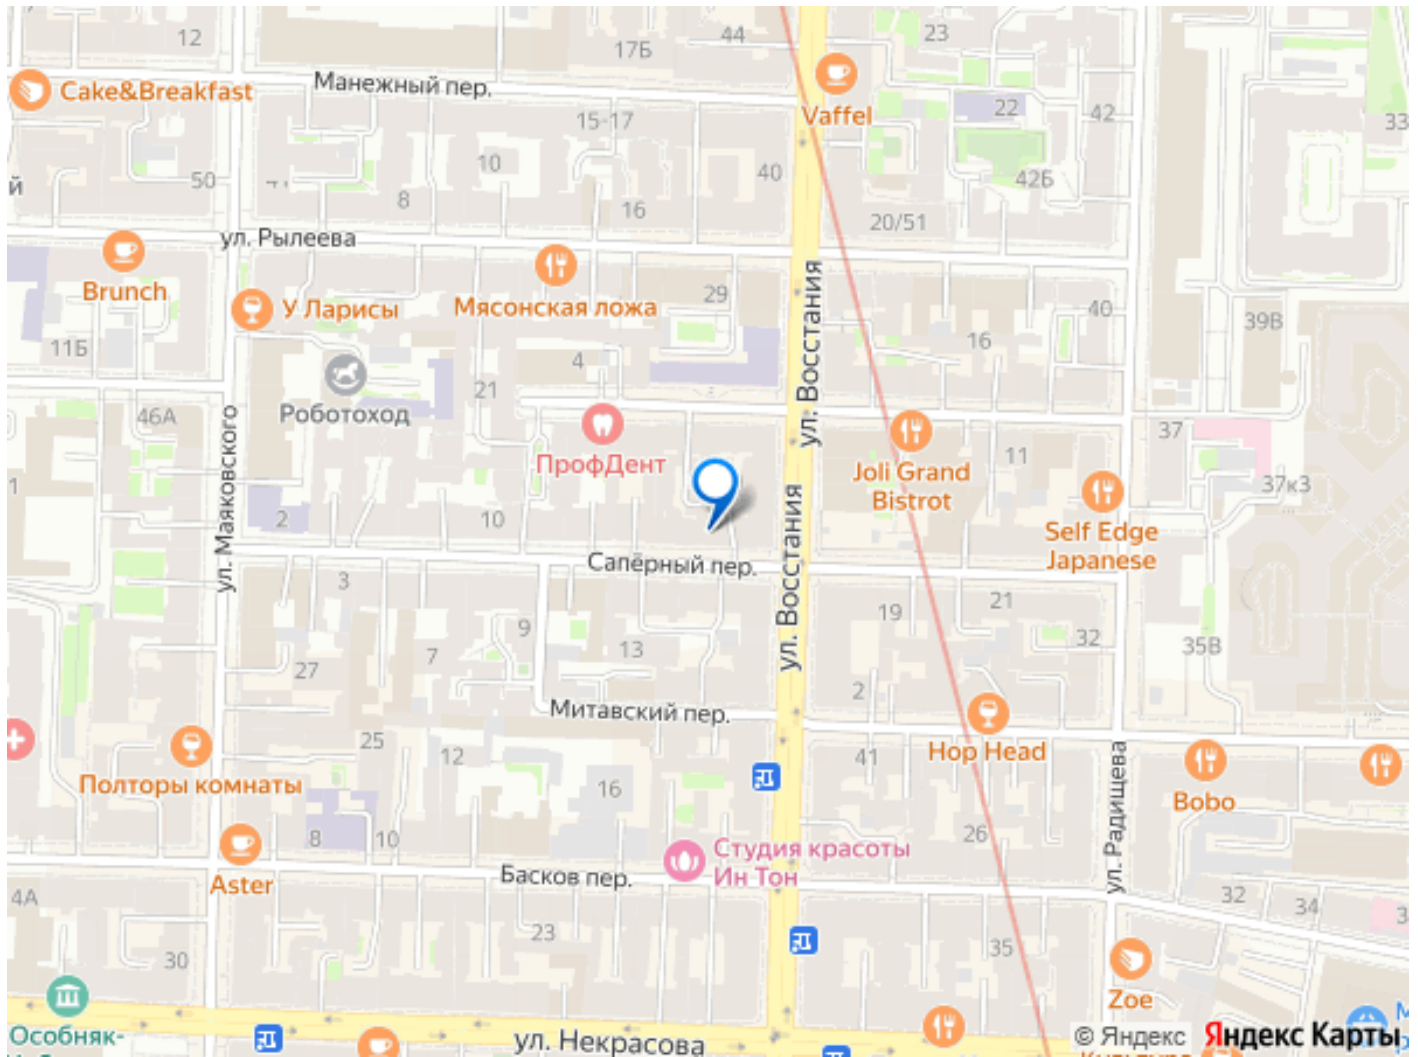 12
17Б
44
23
Cake&Breakfast
Манежный пер.
Vaffel
22
42
33
15-17
й
50
10
8
16
40
42Б
20/51
ул. Рылеева
Brunch
У Ларисы
Мясонская ложа
29
ул. Восстания
40
39В
11Б
Роботоход
4
21
16
46А
ПрофДент
Joli Grand
Bistrot
11
37
37к3
1
ул. Маяковского
2
10
Self Edge
Japanese
Сапёрный пер.
ул. Восстания
3
19
21
32
35В
9
7
13
27
2
Митавский пер.
Hop Head
25
12
41
Полторы комнаты
16
Bobo
ул. Радищева
8
10
26
Студия красоты
Ин Тон
Aster
Басков пер.
4А
32
34
3
23
35
30
Zoe
Особняк-
ул. Некрасова
© Яндекс
Яндекс Карты